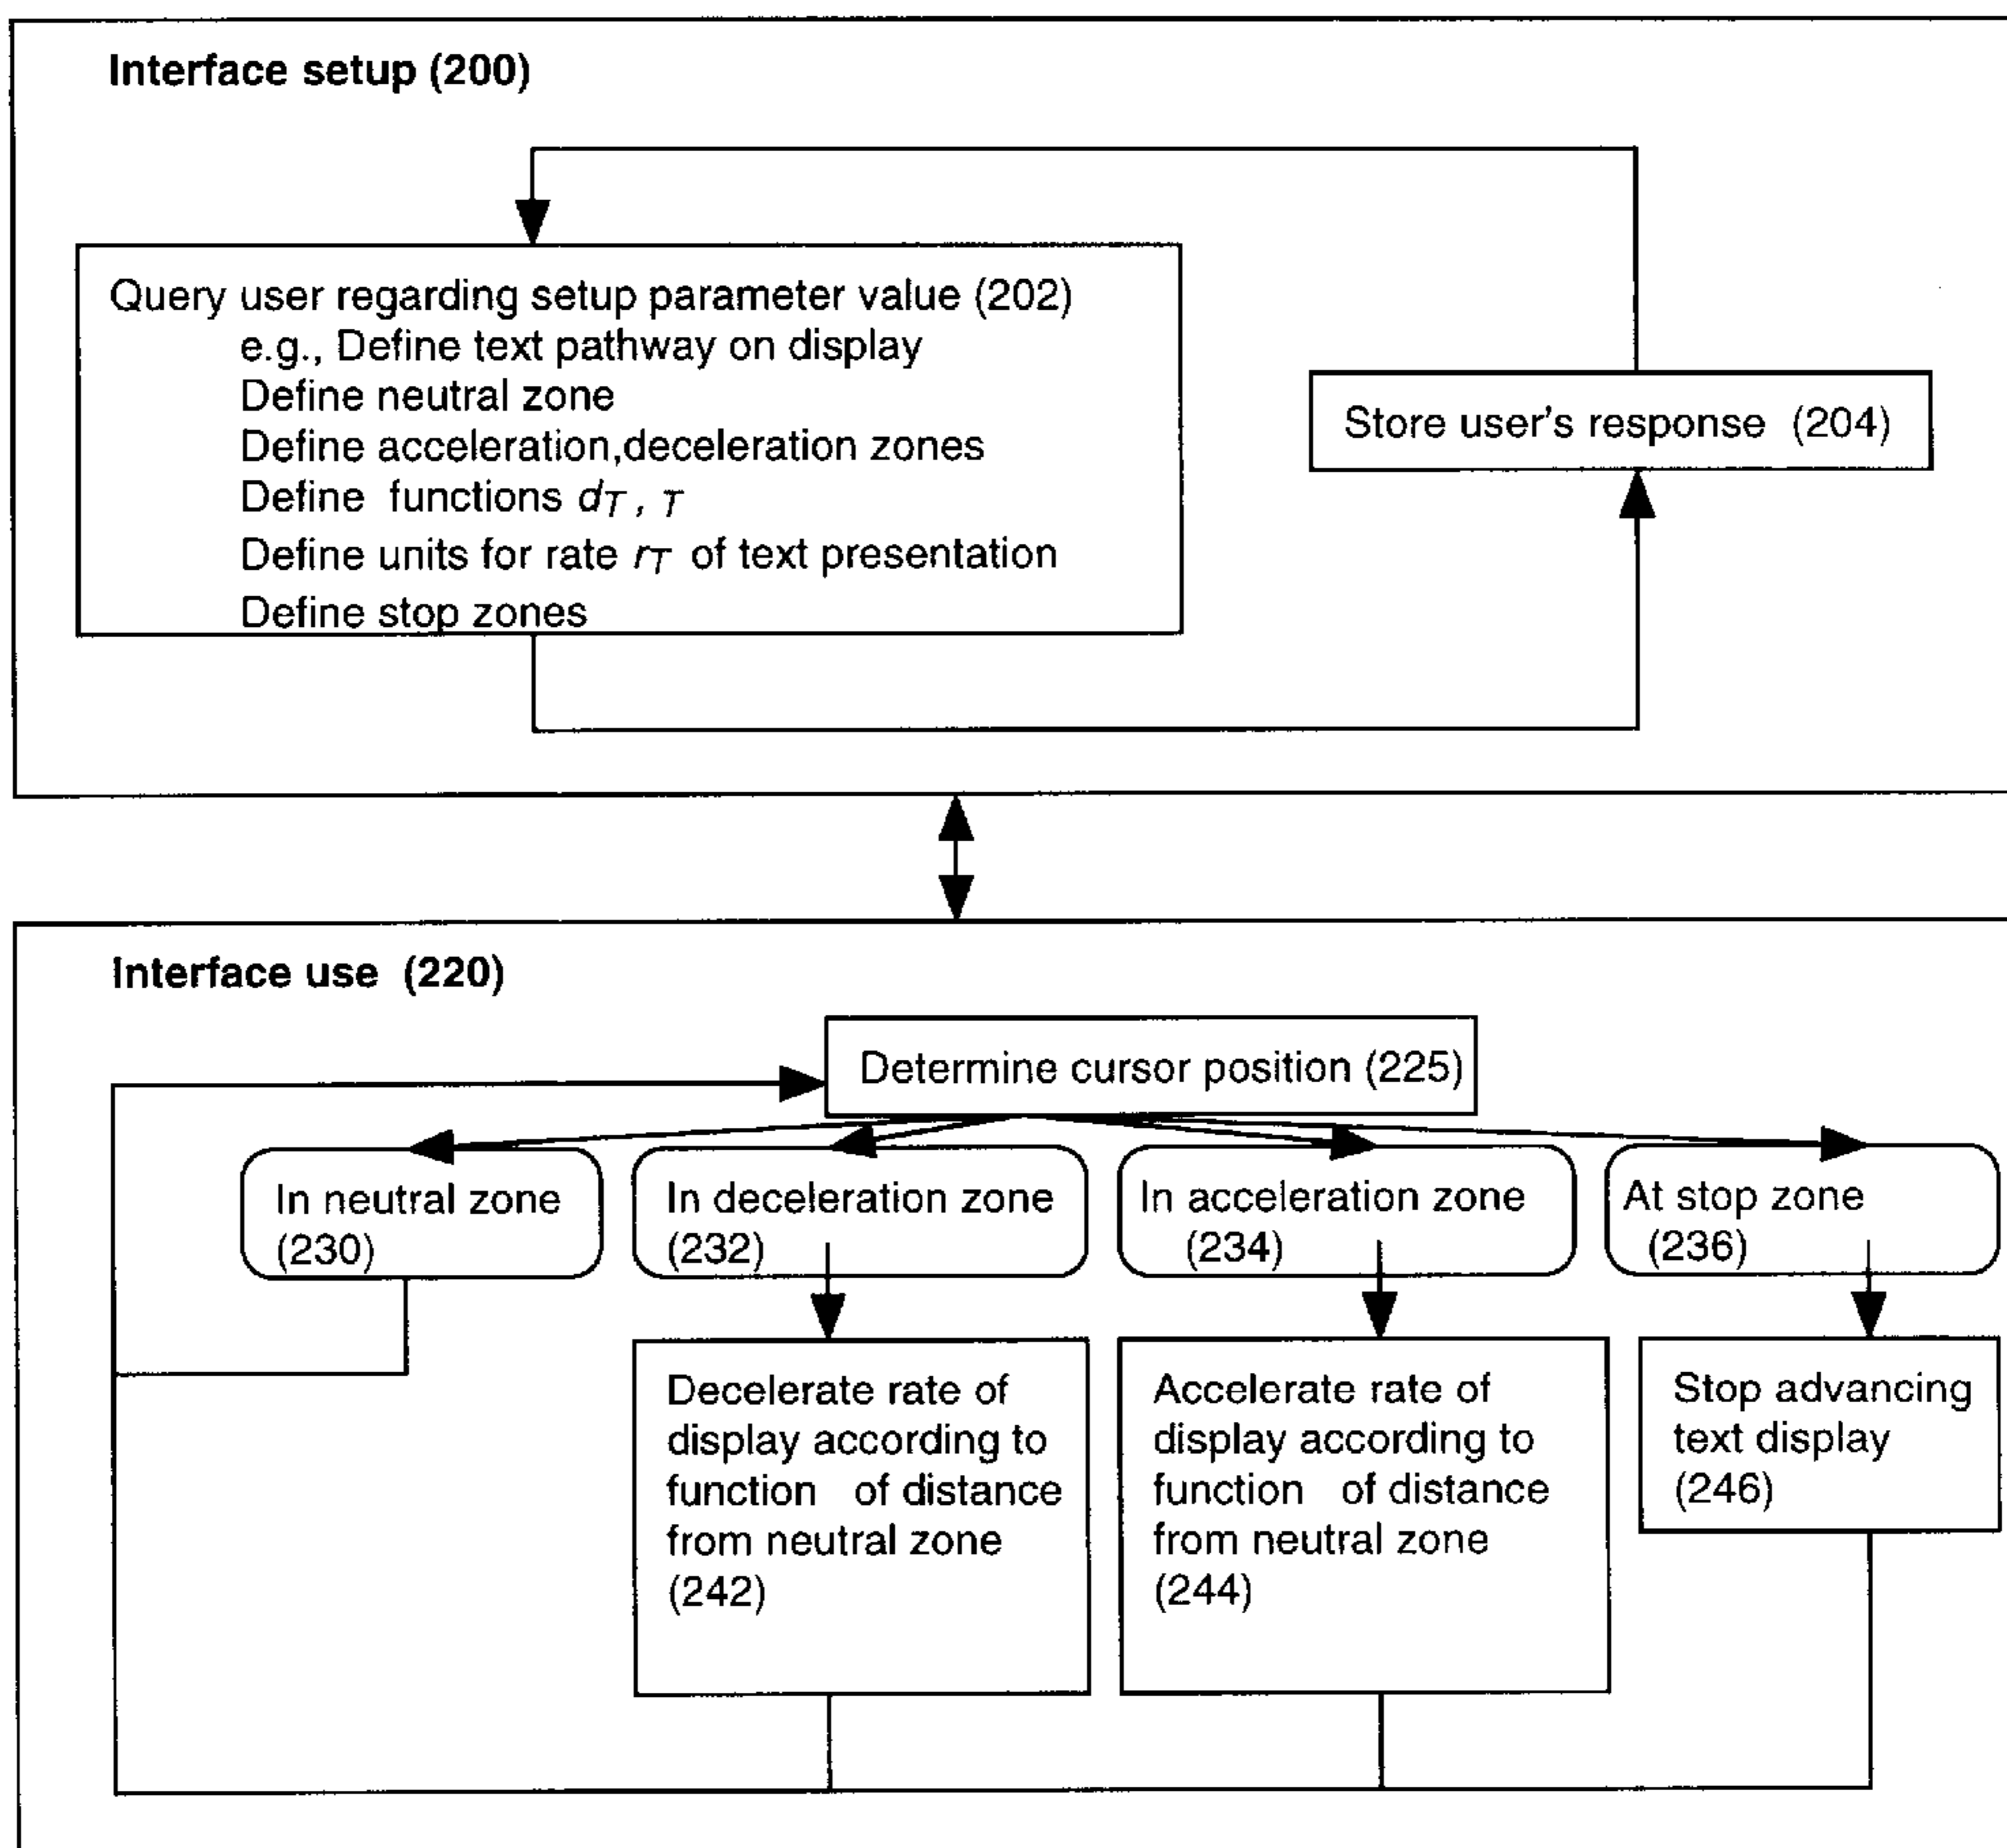 Interface setup (200)
Query user regarding setup parameter value (202)
e.g., Define text pathway on display
Define neutral zone
Define acceleration,deceleration zones
Define functions dT, T
Define units for rate rT of text presentation
Define stop zones
Store user's response (204)
Interface use (220)
Determine cursor position (225)
In neutral zone
(230)
In deceleration zone
(232)
In acceleration zone
(234)
At stop zone
(236)
Decelerate rate of
display according to
function of distance
from neutral zone
(242)
Accelerate rate of
display according to
function of distance
from neutral zone
(244)
Stop advancing
text display
(246)